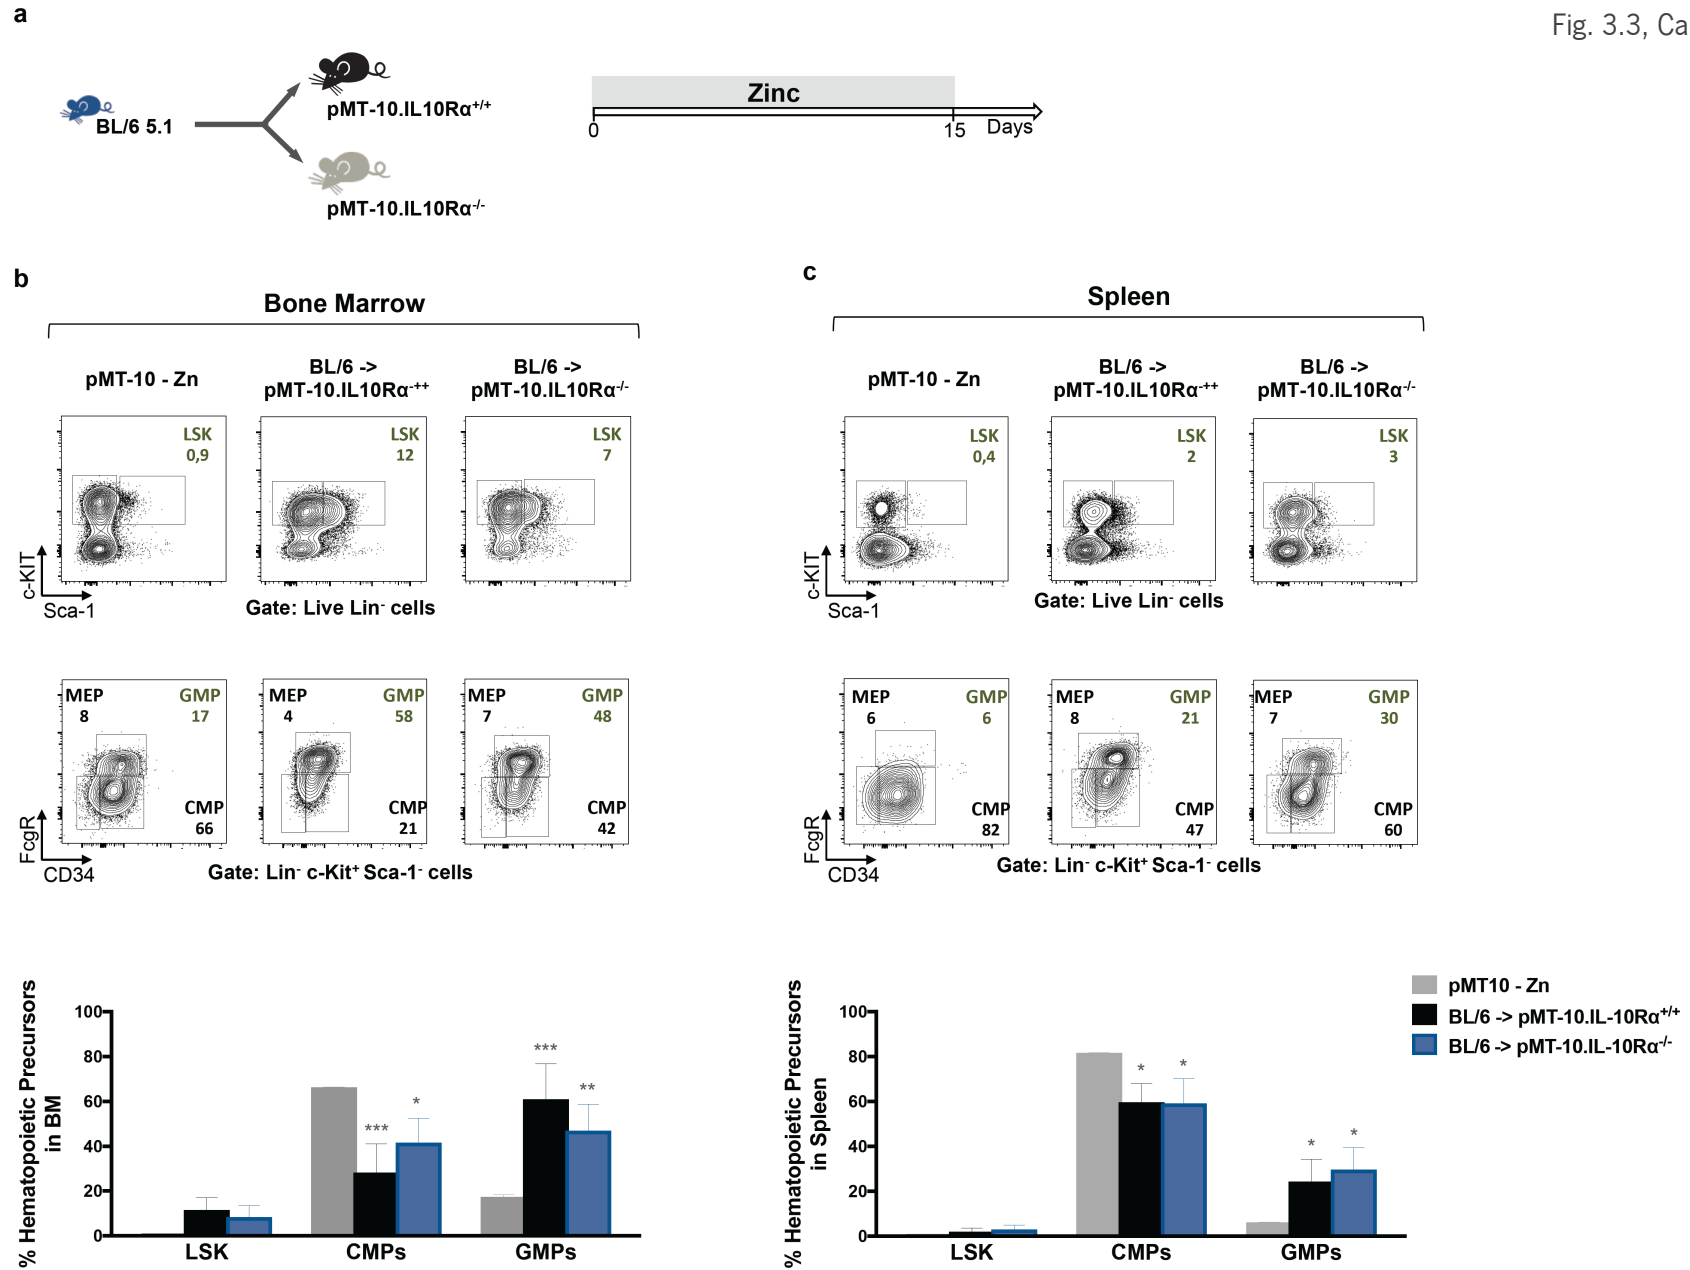 Fig. 3.3, Ca
a
BL/6 5.1
pMT-10.IL10Rα+/+
pMT-10.IL10Rα-/-
Zinc
0
15
Days
b
Bone Marrow
pMT-10 - Zn
BL/6 ->
pMT-10.IL10Rα-++
BL/6 ->
pMT-10.IL10Rα-/-
LSK
0,9
LSK
12
LSK
7
c-KIT
Sca-1
Gate: Live Lin- cells
MEP
8
GMP
17
CMP
66
MEP
4
GMP
58
CMP
21
MEP
7
GMP
48
CMP
42
FcgR
CD34
Gate: Lin- c-Kit+ Sca-1- cells
% Hematopoietic Precursors
in BM
100
80
60
40
20
0
***
*
***
**
LSK
CMPs
GMPs
c
Spleen
pMT-10 - Zn
BL/6 ->
pMT-10.IL10Rα-++
BL/6 ->
pMT-10.IL10Rα-/-
LSK
0,4
LSK
2
LSK
3
c-KIT
Sca-1
Gate: Live Lin- cells
MEP
6
GMP
6
CMP
82
MEP
8
GMP
21
CMP
47
MEP
7
GMP
30
CMP
60
FcgR
CD34
Gate: Lin- c-Kit+ Sca-1- cells
% Hematopoietic Precursors
in Spleen
100
80
60
40
20
0
*
*
*
*
LSK
CMPs
GMPs
pMT10 - Zn
BL/6 -> pMT-10.IL-10Rα+/+
BL/6 -> pMT-10.IL-10Rα-/-